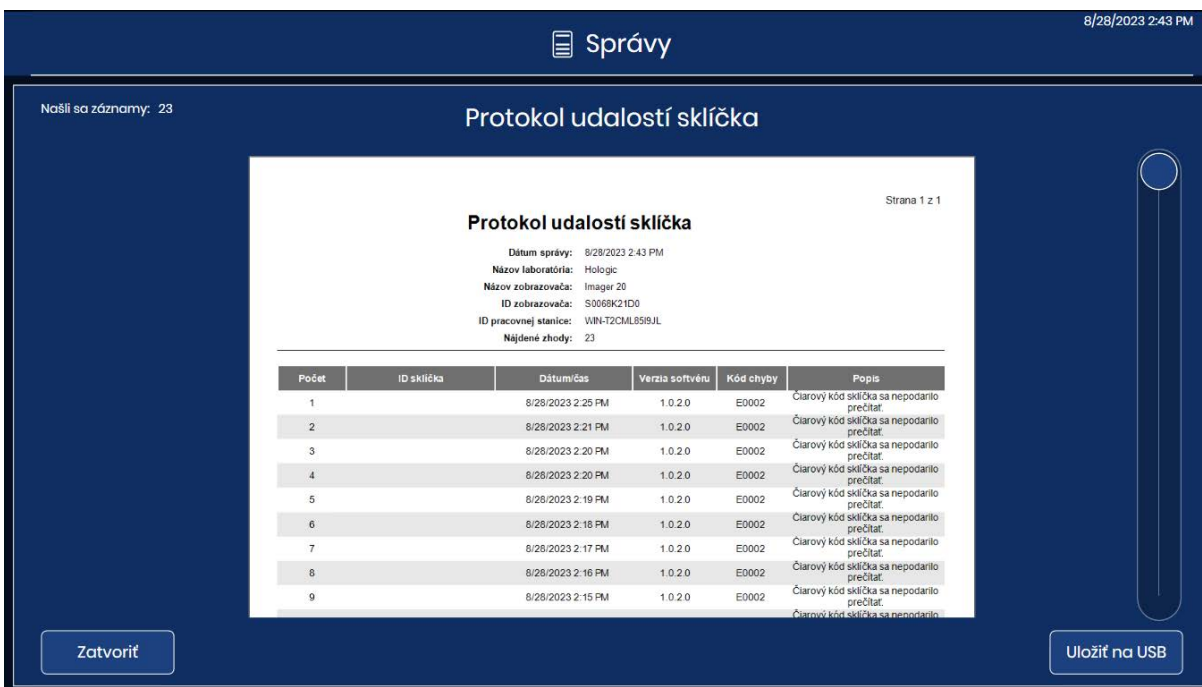 8/28/2023 2:43 PM
Správy
Našli sa záznamy: 23
Protokol udalostí sklíčka
Strana 1 z 1
Protokol udalostí sklíčka
Dátum správy: 8/28/2023 2:43 PM
Názov laboratória: Hologic
Názov zobrazovača: Imager 20
ID zobrazovača: S0068K21D0
ID pracovnej stanice: WIN-T2CML85I9JL
Nájdené zhody: 23
Počet ID sklíčka Dátum/čas Verzia softvéru Kód chyby Popis
1 8/28/2023 2:25 PM 1.0.2.0 E0002 Čiarový kód sklíčka sa nepodarilo
prečítať.
2 8/28/2023 2:21 PM 1.0.2.0 E0002 Čiarový kód sklíčka sa nepodarilo
prečítať.
3 8/28/2023 2:20 PM 1.0.2.0 E0002 Čiarový kód sklíčka sa nepodarilo
prečítať.
4 8/28/2023 2:20 PM 1.0.2.0 E0002 Čiarový kód sklíčka sa nepodarilo
prečítať.
5 8/28/2023 2:19 PM 1.0.2.0 E0002 Čiarový kód sklíčka sa nepodarilo
prečítať.
6 8/28/2023 2:18 PM 1.0.2.0 E0002 Čiarový kód sklíčka sa nepodarilo
prečítať.
7 8/28/2023 2:17 PM 1.0.2.0 E0002 Čiarový kód sklíčka sa nepodarilo
prečítať.
8 8/28/2023 2:16 PM 1.0.2.0 E0002 Čiarový kód sklíčka sa nepodarilo
prečítať.
9 8/28/2023 2:15 PM 1.0.2.0 E0002 Čiarový kód sklíčka sa nepodarilo
prečítať.
Čiarový kód sklíčka sa nepodarilo
Zatvoriť
Uložiť na USB